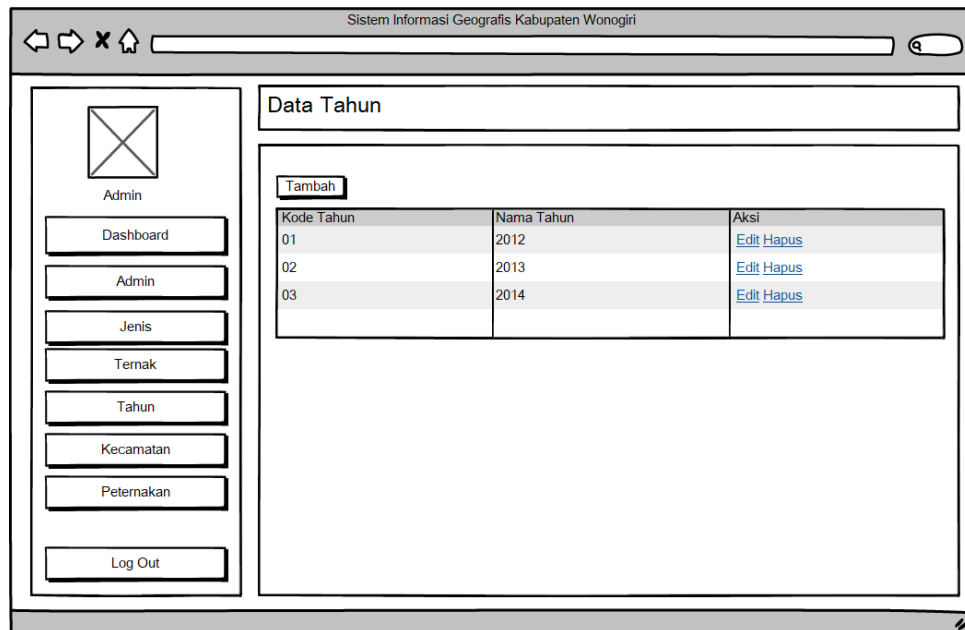 Sistem Informasi Geografis Kabupaten Wonogiri
Admin
Dashboard
Admin
Jenis
Ternak
Tahun
Kecamatan
Peternakan
Log Out
Data Tahun
Tambah
Kode Tahun Nama Tahun Aksi
01 2012 Edit Hapus
02 2013 Edit Hapus
03 2014 Edit Hapus